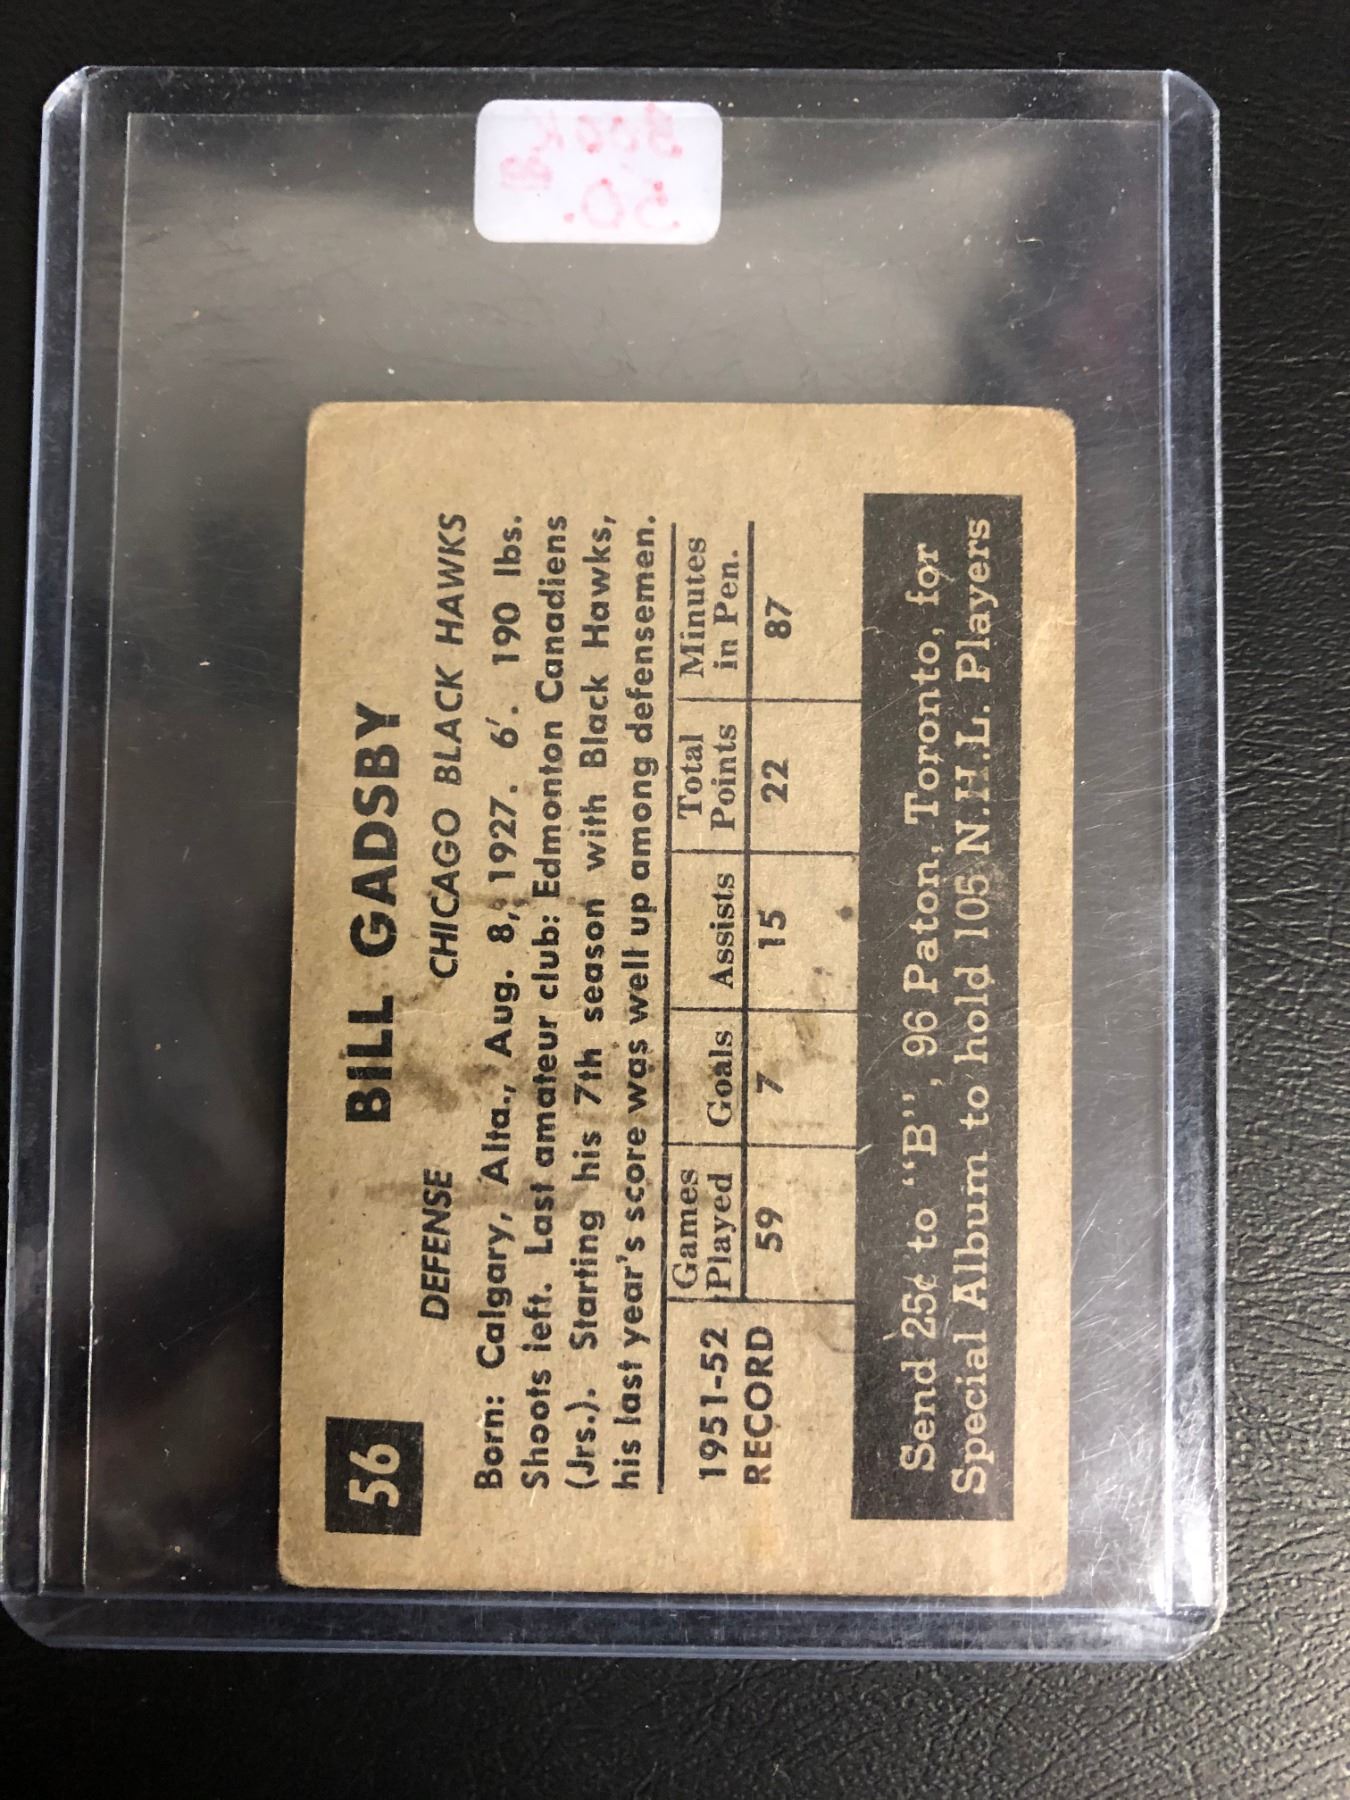 BOOK
50.
56
BILL GADSBY
DEFENSE CHICAGO BLACK HAWKS
Born: Calgary, Alta., Aug. 8, 1927. 6'. 190 lbs.
Shoots left. Last amateur club: Edmonton Canadiens
(Jrs.). Starting his 7th season with Black Hawks,
his last year's score was well up among defensemen.
1951-52 RECORD
Games Played
Goals
Assists
Total Points
Minutes in Pen.
59 7 15 22 87
Send 25¢ to "B", 96 Paton, Toronto, for
Special Album to hold 105 N.H.L. Players